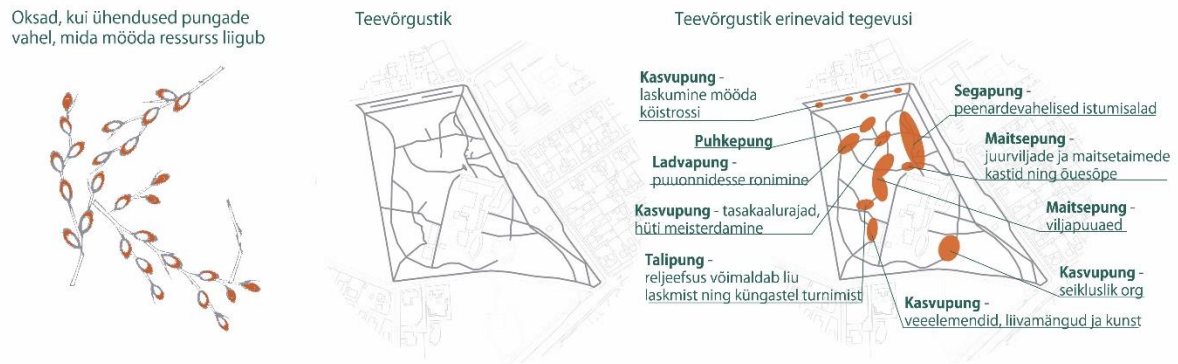 Oksad, kui ühendused pungade
vahel, mida mööda ressurss liigub
Teevõrgustik
Teevõrgustik erinevaid tegevusi
Kasvupung -
laskumine mööda
köistrossi
Puhkepung
Ladvapung -
puuonnidesse ronimine
Kasvupung - tasakaalurajad,
hüti meisterdamine
Talipung -
reljeefsus võimaldab liu
laskmist ning küngastel turnimist
Segapung -
peenardevahelised istumisalad
Maitsepung -
juurviljade ja maitsetaimede
kastid ning õuesõpe
Maitsepung -
viljapuuaed
Kasvupung -
seikluslik org
Kasvupung -
veeelemendid, liivamängud ja kunst